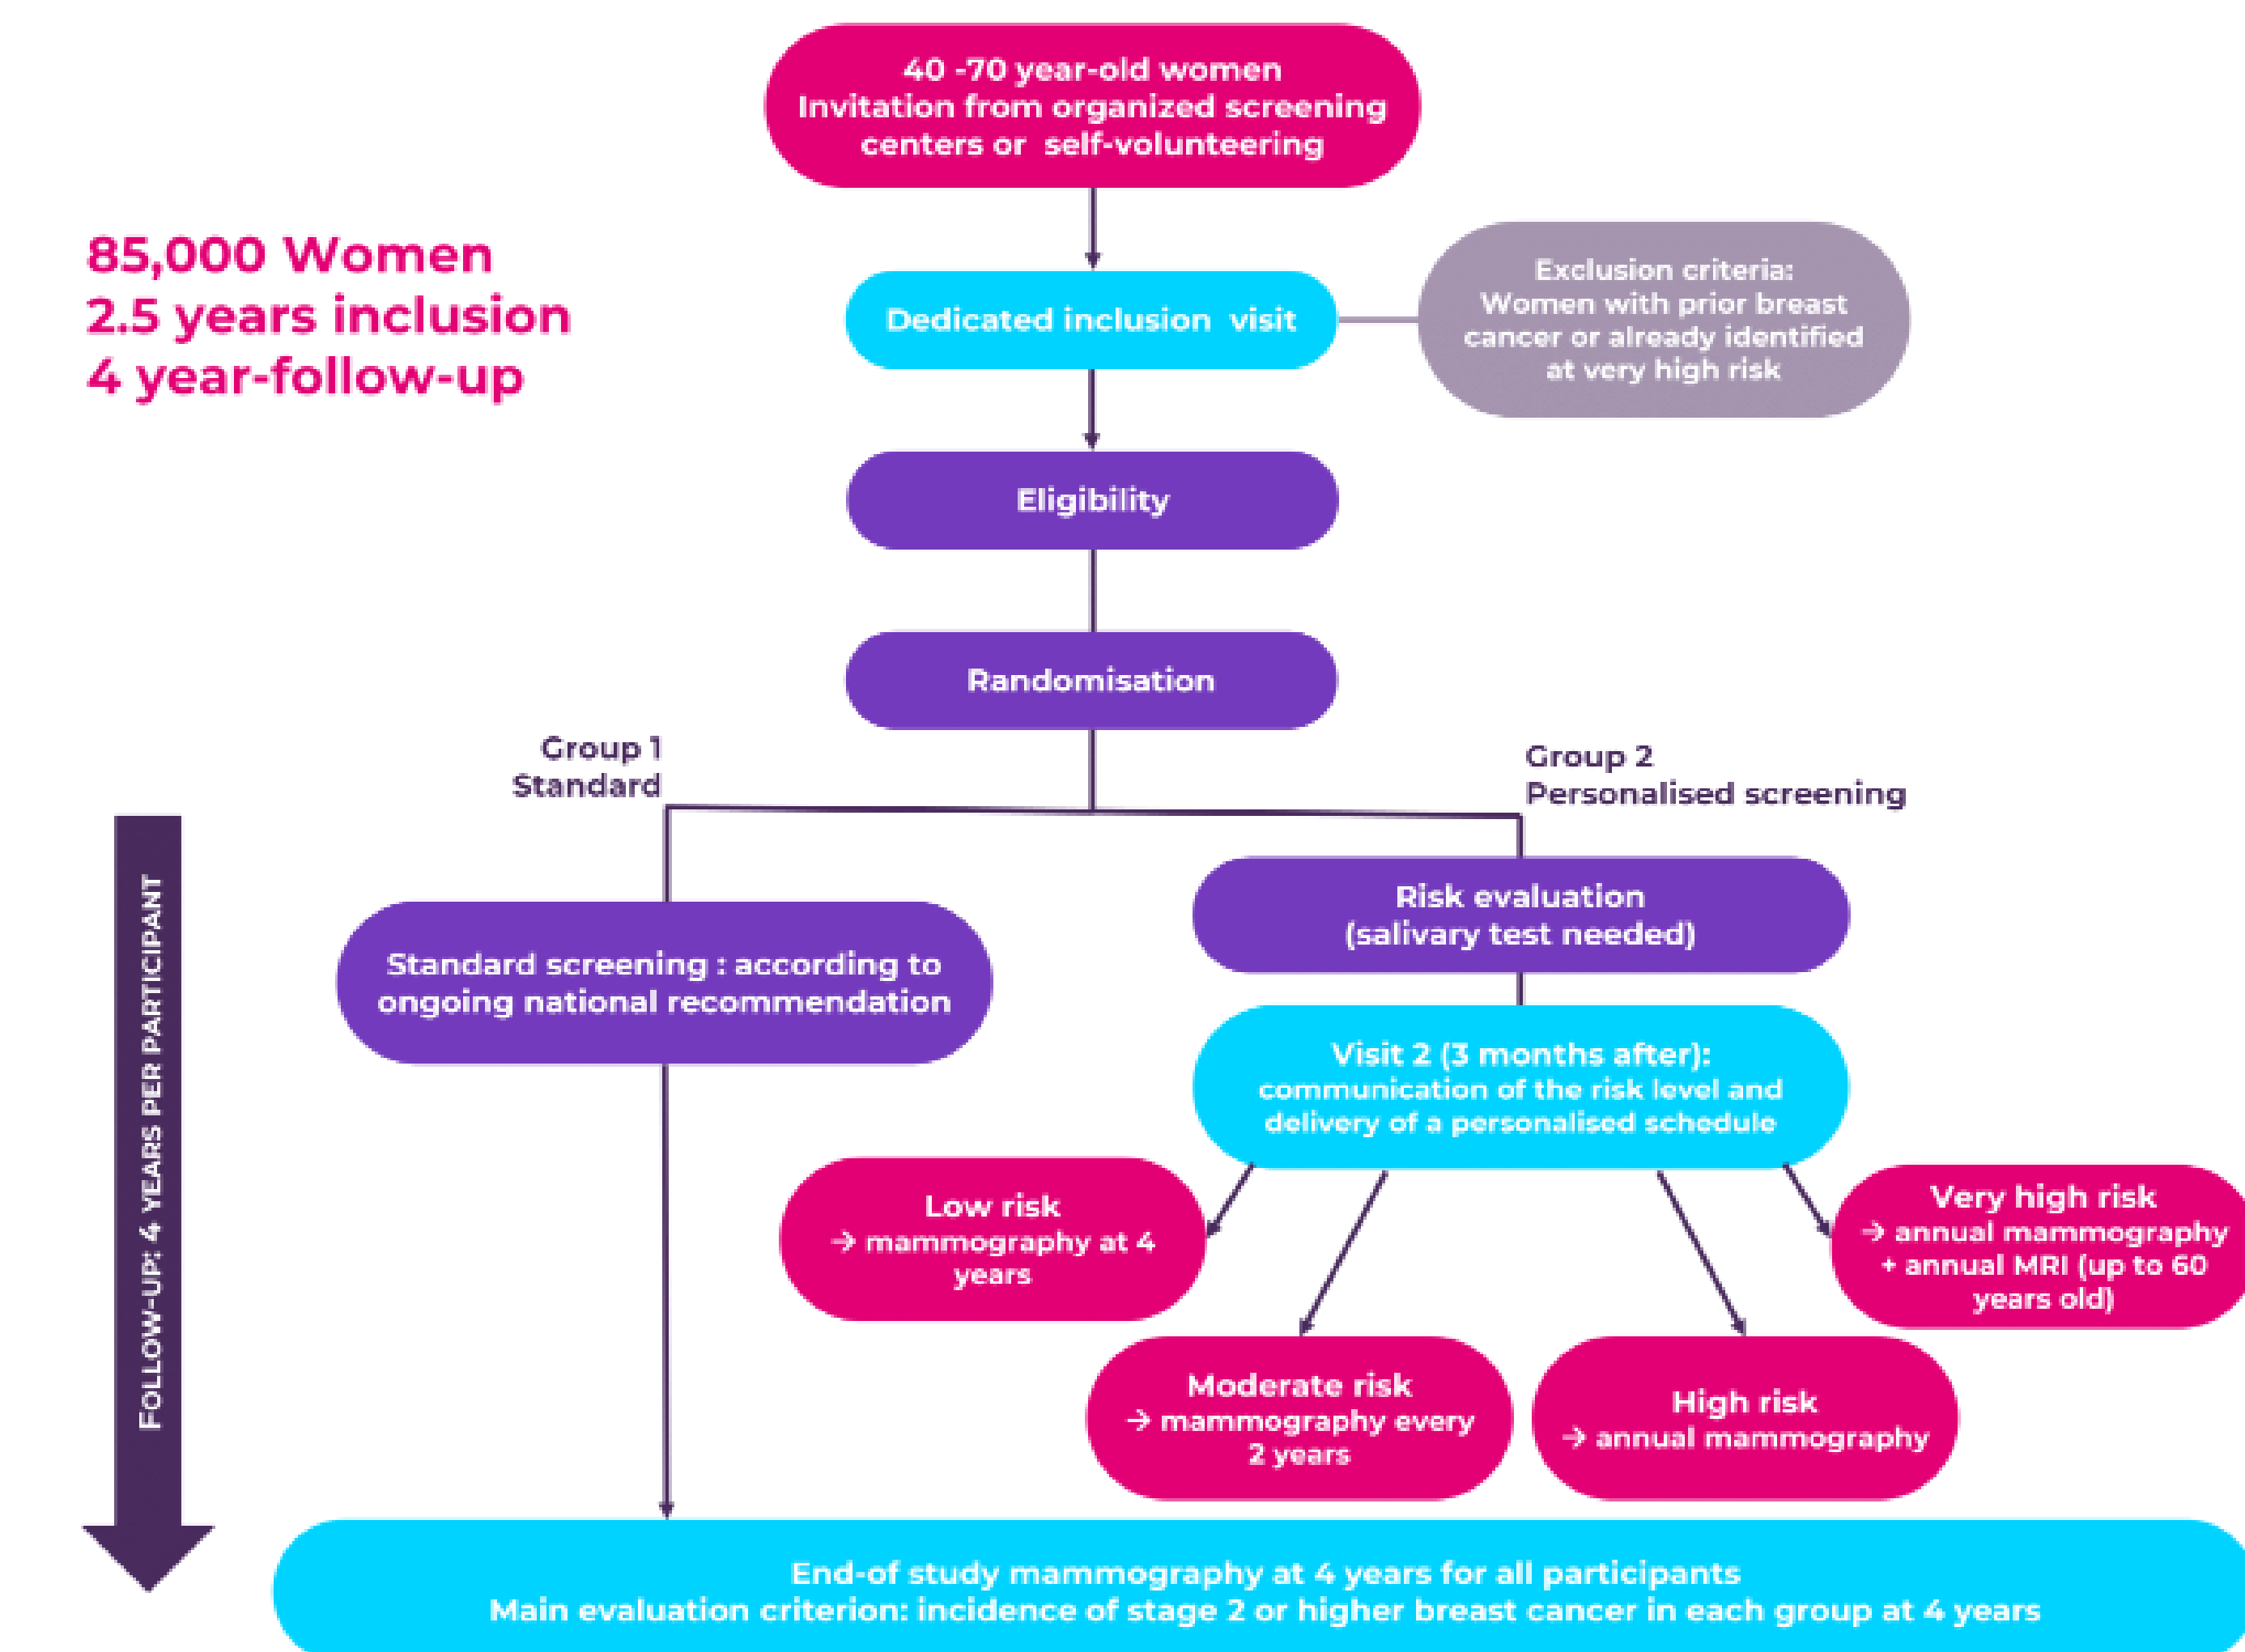 40 -70 year-old women
Invitation from organized screening
centers or self-volunteering
85,000 Women
2.5 years inclusion
4 year-follow-up
Dedicated inclusion visit
Exclusion criteria:
Women with prior breast
cancer or already identified
at very high risk
Eligibility
Randomisation
Group 1
Standard
Group 2
Personalised screening
FOLLOW-UP: 4 YEARS PER PARTICIPANT
Standard screening : according to
ongoing national recommendation
Risk evaluation
(salivary test needed)
Visit 2 (3 months after):
communication of the risk level and
delivery of a personalised schedule
Low risk
→ mammography at 4
years
Moderate risk
→ mammography every
2 years
High risk
→ annual mammography
Very high risk
→ annual mammography
+ annual MRI (up to 60
years old)
End-of study mammography at 4 years for all participants
Main evaluation criterion: incidence of stage 2 or higher breast cancer in each group at 4 years